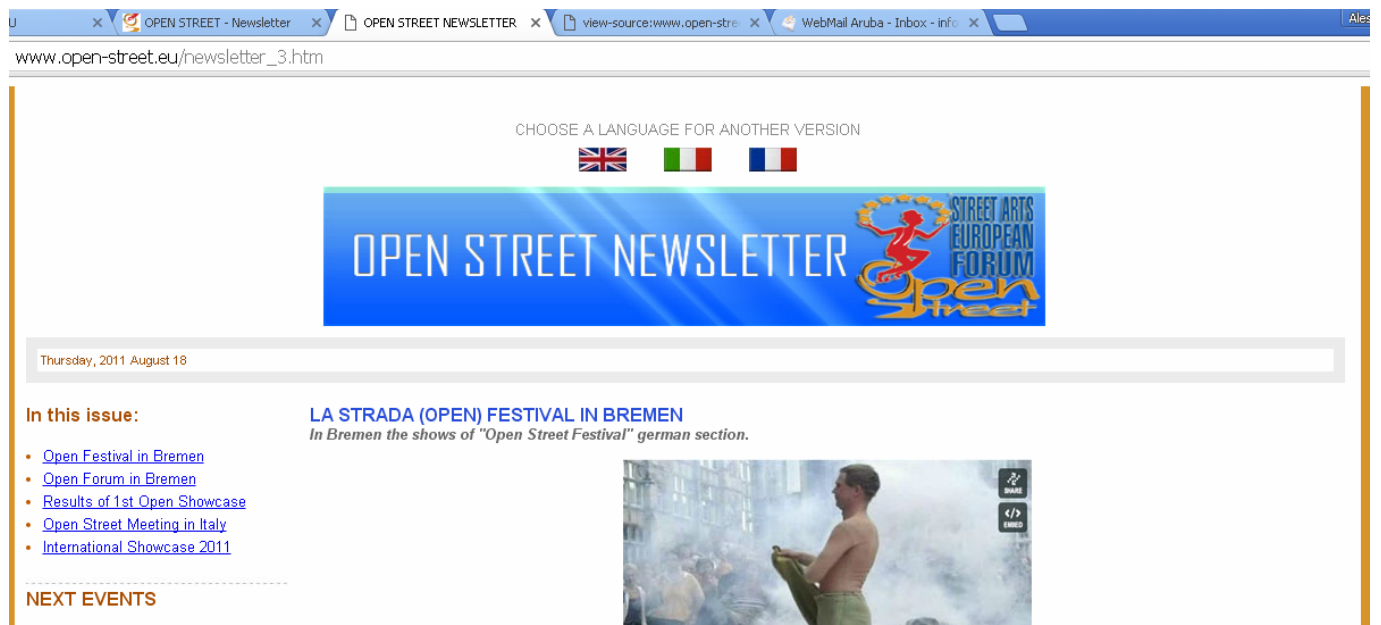 U
OPEN STREET - Newsletter
OPEN STREET NEWSLETTER
view-source:www.open-stre
WebMail Aruba - Inbox - info
Ales
www.open-street.eu/newsletter_3.htm
CHOOSE A LANGUAGE FOR ANOTHER VERSION
OPEN STREET NEWSLETTER
STREET ARTS
EUROPEAN
FORUM
Open
Street
Thursday, 2011 August 18
In this issue:
• Open Festival in Bremen
• Open Forum in Bremen
• Results of 1st Open Showcase
• Open Street Meeting in Italy
• International Showcase 2011
NEXT EVENTS
LA STRADA (OPEN) FESTIVAL IN BREMEN
In Bremen the shows of "Open Street Festival" german section.
SHARE
</>
EMBED